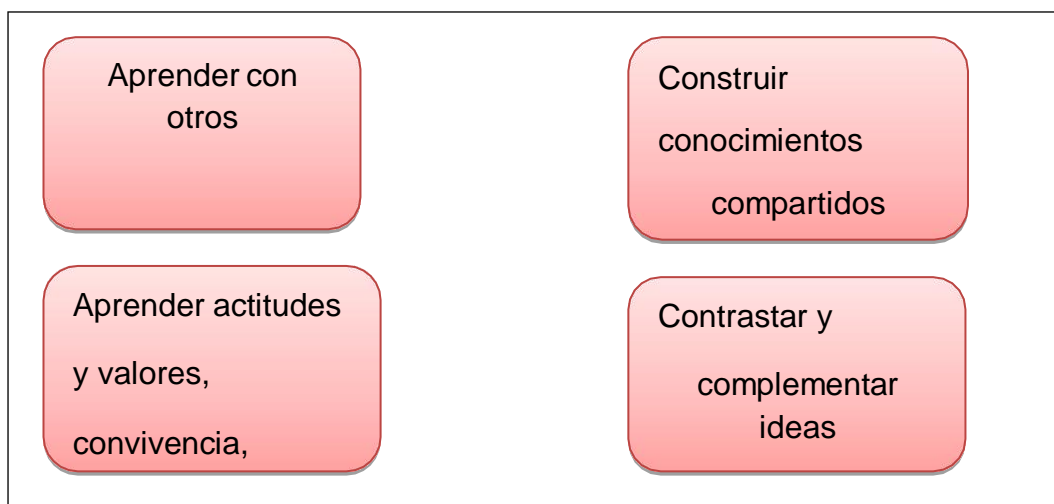 Aprender con
otros
Construir
conocimientos
compartidos
Aprender actitudes
y valores,
convivencia,
Contrastar y
complementar
ideas